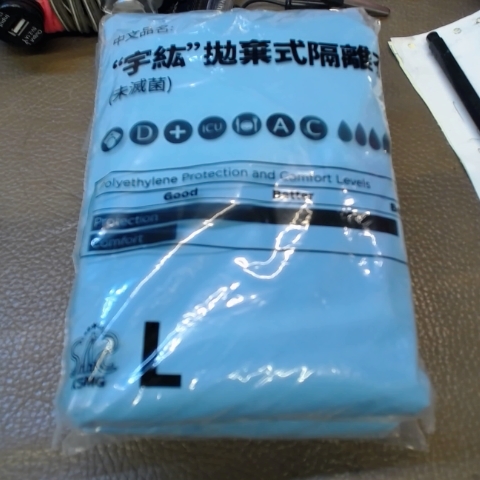 中文品名:
“宇紘”拋棄式隔離
(未滅菌)
D ICU A C
Polyethylene Protection and Comfort Levels
Good Better
Protection
Comfort
L
CSMG